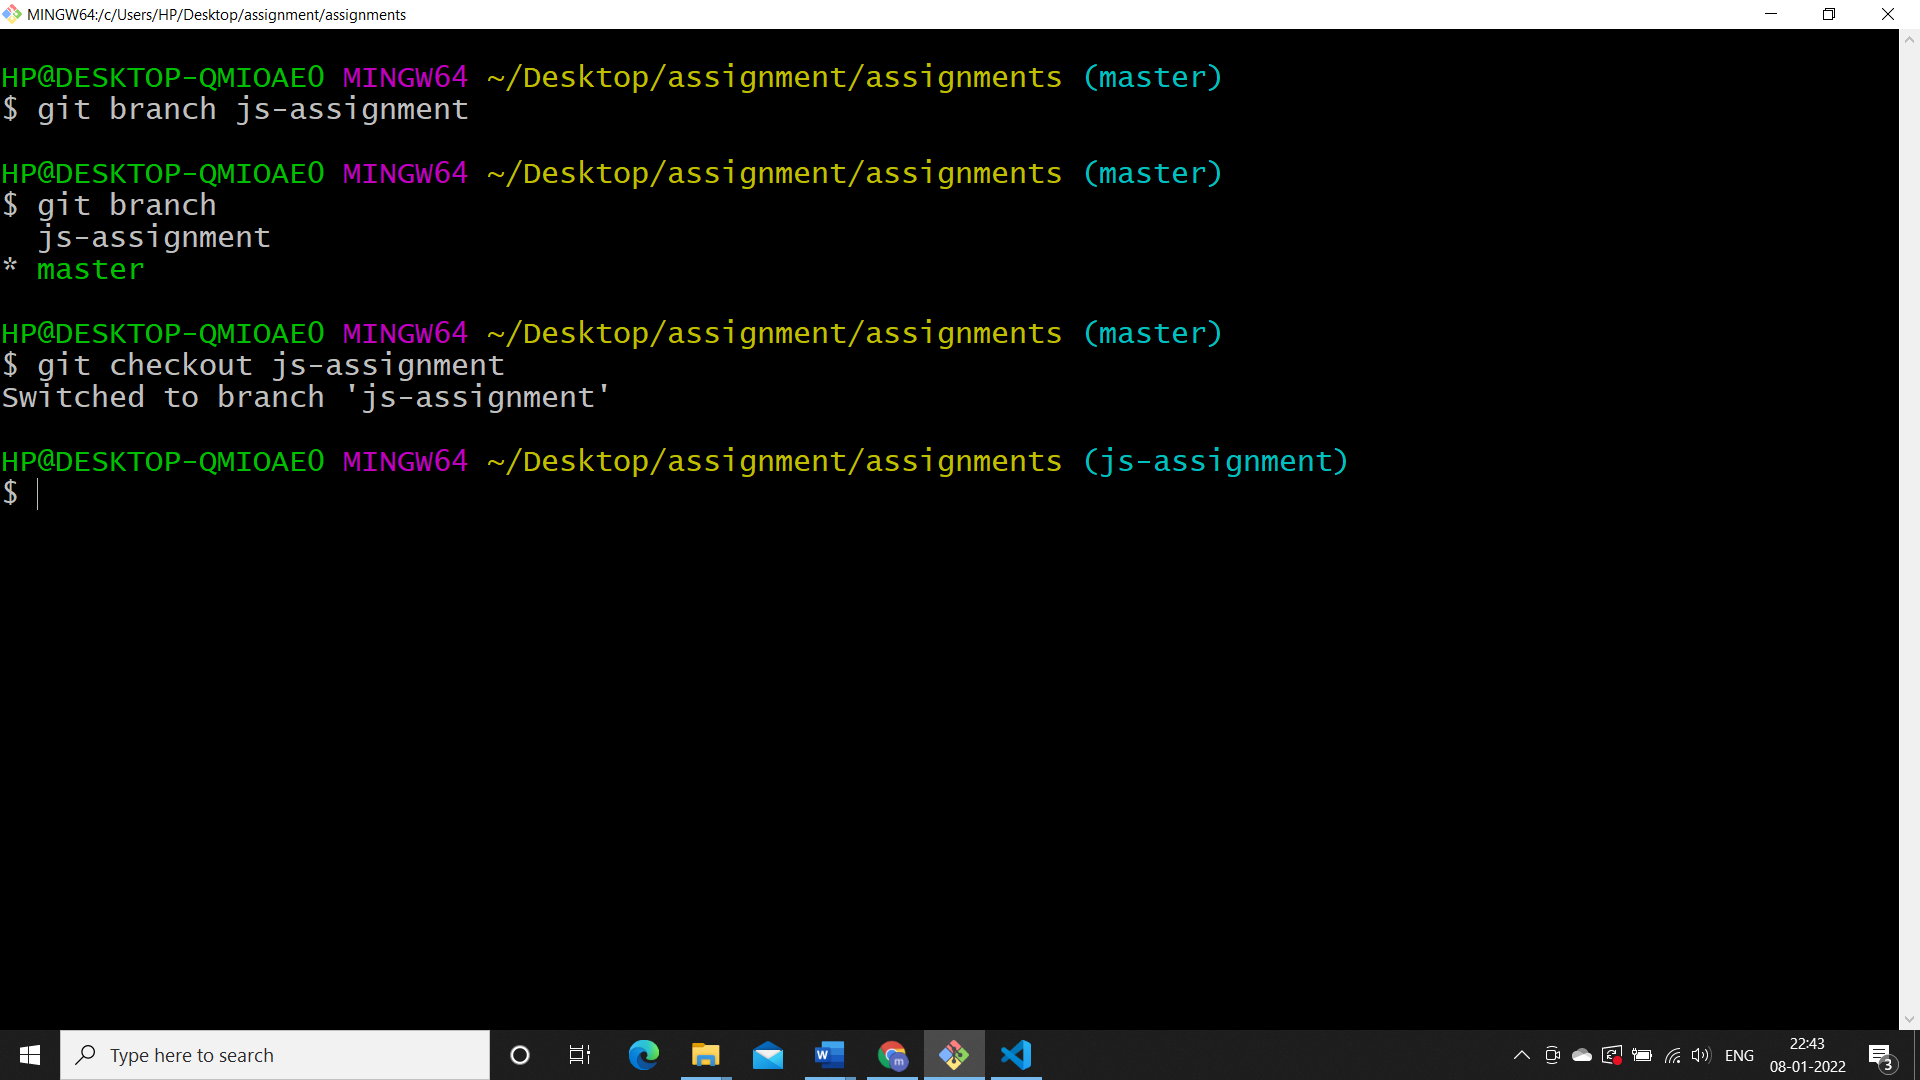 MINGW64:/c/Users/HP/Desktop/assignment/assignments
HP@DESKTOP-QMIOAEO MINGW64 ~/Desktop/assignment/assignments (master)
$ git branch js-assignment
HP@DESKTOP-QMIOAEO MINGW64 ~/Desktop/assignment/assignments (master)
$ git branch
  js-assignment
* master
HP@DESKTOP-QMIOAEO MINGW64 ~/Desktop/assignment/assignments (master)
$ git checkout js-assignment
Switched to branch 'js-assignment'
HP@DESKTOP-QMIOAEO MINGW64 ~/Desktop/assignment/assignments (js-assignment)
$
Type here to search
ENG
22:43
08-01-2022
3